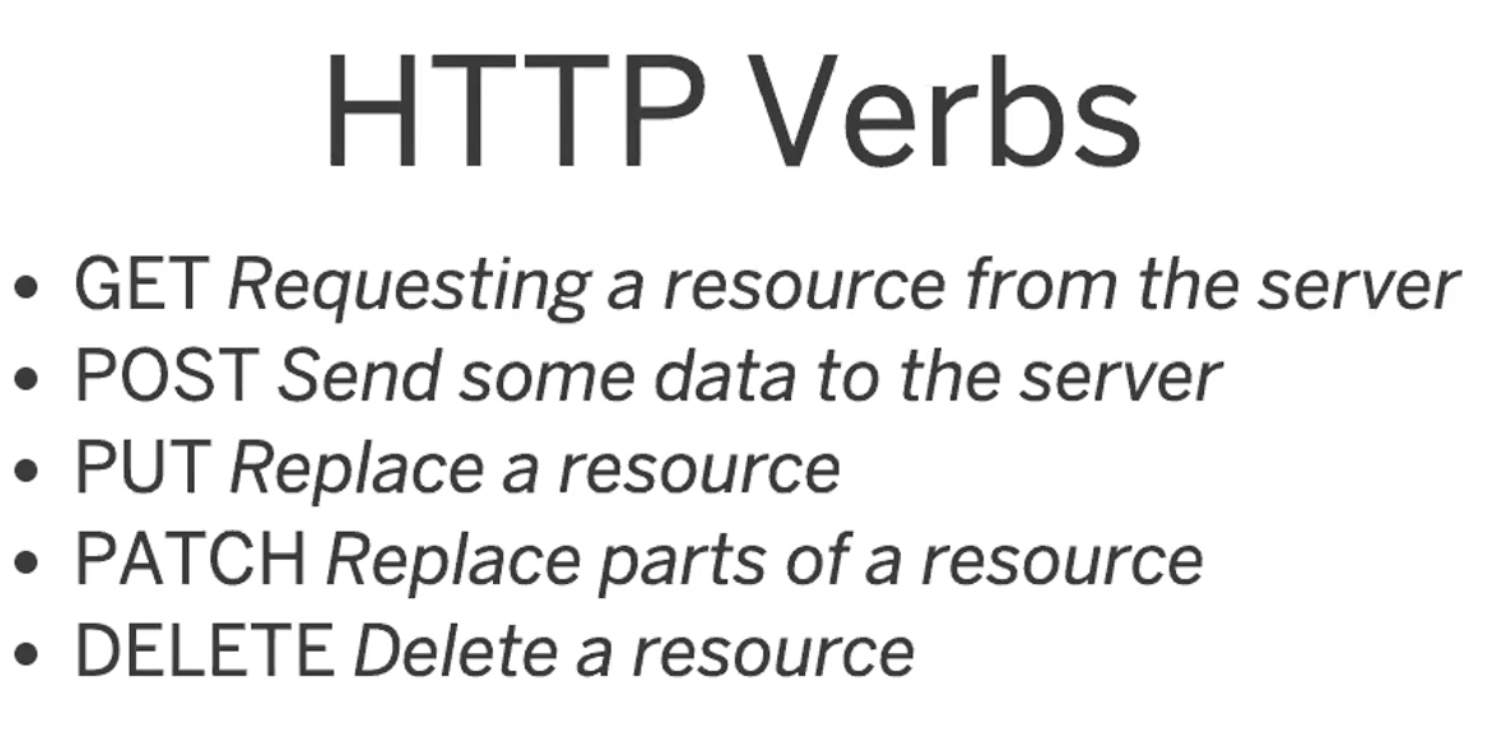 HTTP Verbs
• GET Requesting a resource from the server
• POST Send some data to the server
• PUT Replace a resource
• PATCH Replace parts of a resource
• DELETE Delete a resource